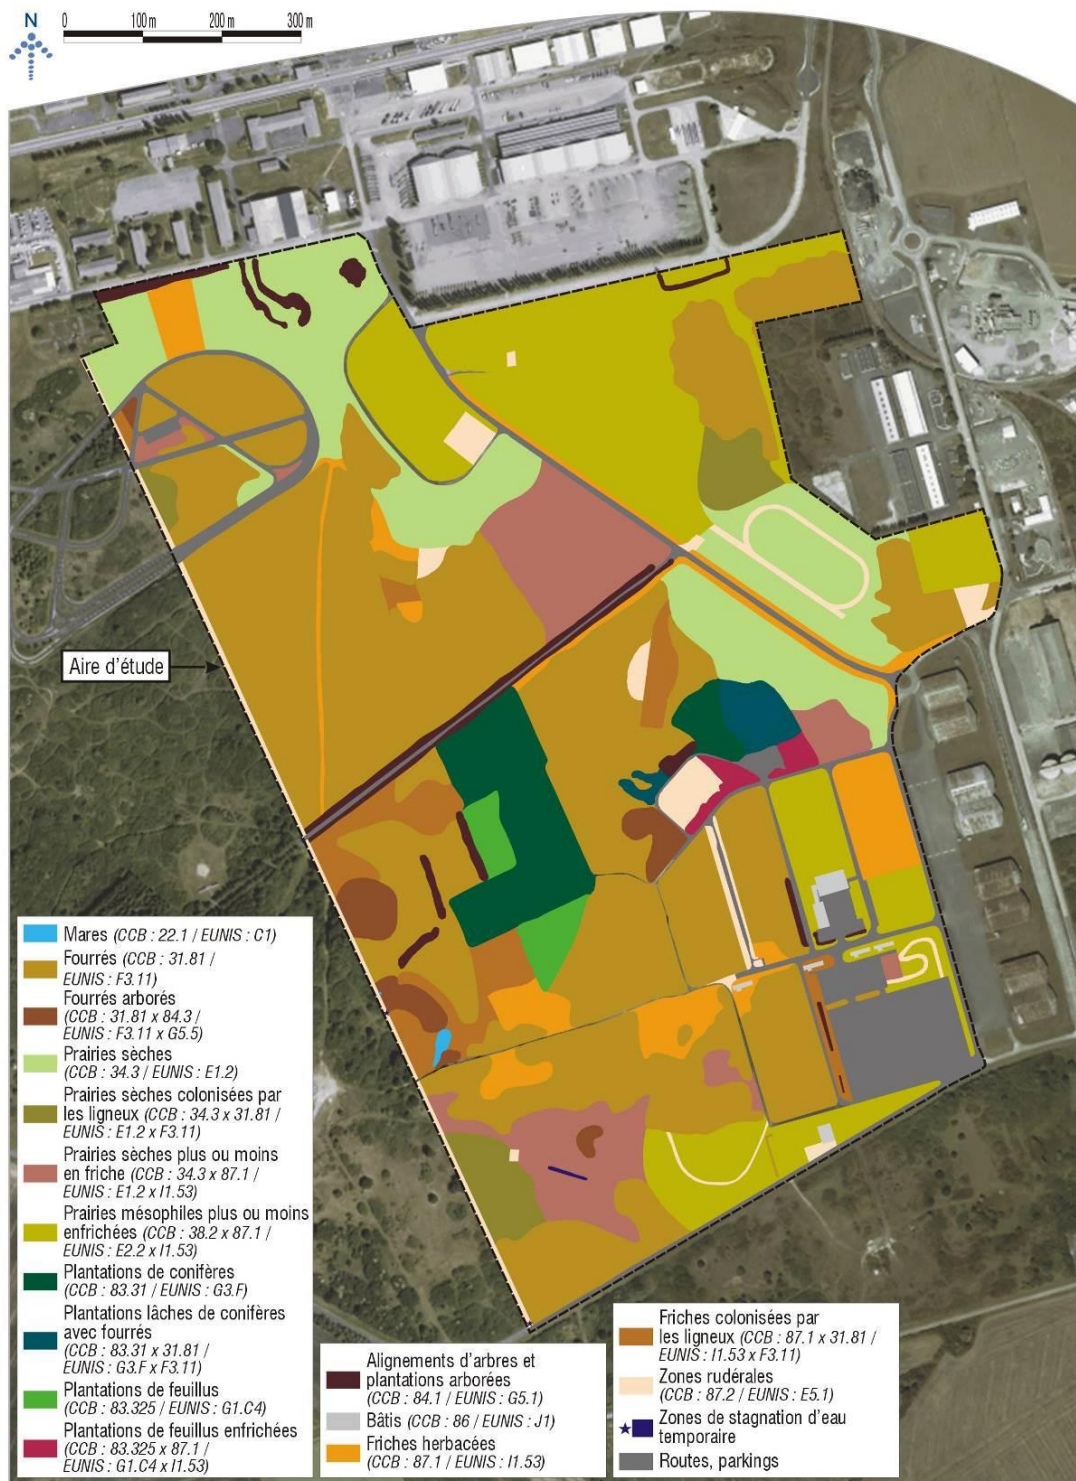 N
0 100 m 200 m 300 m
Aire d'étude
Mares (CCB : 22.1 / EUNIS : C1)
Fourrés (CCB : 31.81 /
EUNIS : F3.11)
Fourrés arborés
(CCB : 31.81 x 84.3 /
EUNIS : F3.11 x G5.5)
Prairies sèches
(CCB : 34.3 / EUNIS : E1.2)
Prairies sèches colonisées par
les ligneux (CCB : 34.3 x 31.81 /
EUNIS : E1.2 x F3.11)
Prairies sèches plus ou moins
en friche (CCB : 34.3 x 87.1 /
EUNIS : E1.2 x I1.53)
Prairies mésophiles plus ou moins
enfrichées (CCB : 38.2 x 87.1 /
EUNIS : E2.2 x I1.53)
Plantations de conifères
(CCB : 83.31 / EUNIS : G3.F)
Plantations lâches de conifères
avec fourrés
(CCB : 83.31 x 31.81 /
EUNIS : G3.F x F3.11)
Plantations de feuillus
(CCB : 83.325 / EUNIS : G1.C4)
Plantations de feuillus enfrichées
(CCB : 83.325 x 87.1 /
EUNIS : G1.C4 x I1.53)
Alignements d'arbres et
plantations arborées
(CCB : 84.1 / EUNIS : G5.1)
Bâtis (CCB : 86 / EUNIS : J1)
Friches herbacées
(CCB : 87.1 / EUNIS : I1.53)
Friches colonisées par
les ligneux (CCB : 87.1 x 31.81 /
EUNIS : I1.53 x F3.11)
Zones rudérales
(CCB : 87.2 / EUNIS : E5.1)
Zones de stagnation d'eau
temporaire
Routes, parkings